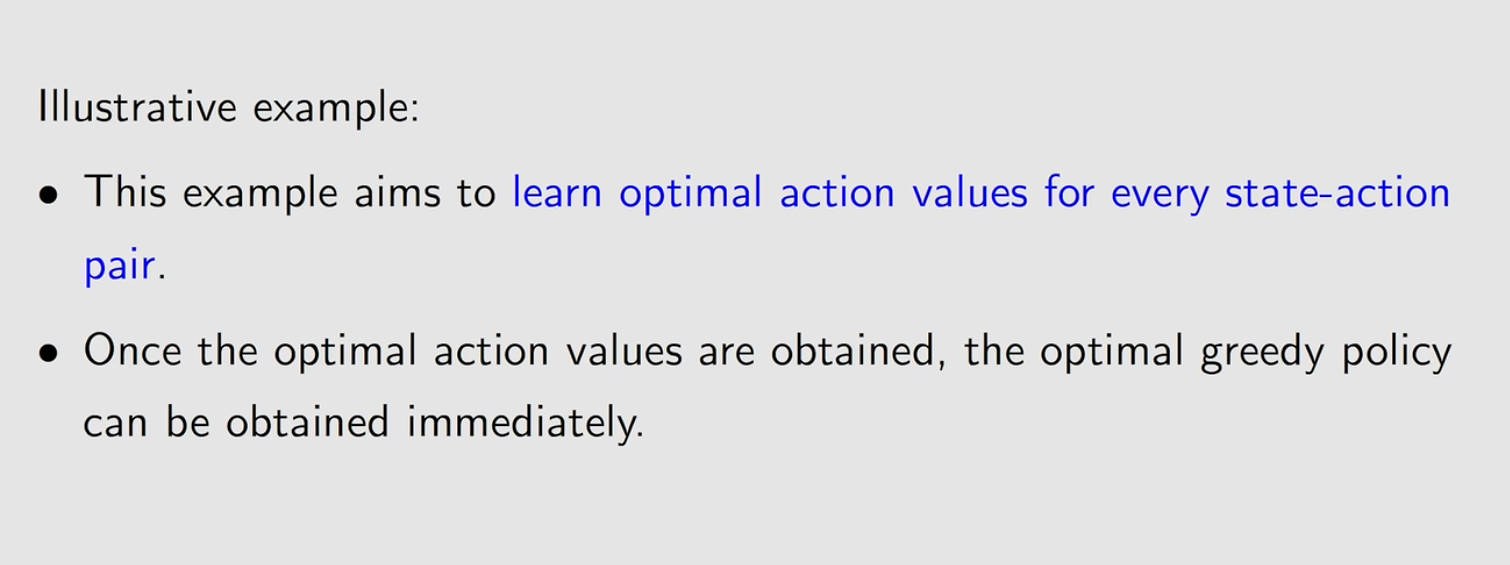 Illustrative example:
• This example aims to learn optimal action values for every state-action
pair.
• Once the optimal action values are obtained, the optimal greedy policy
can be obtained immediately.